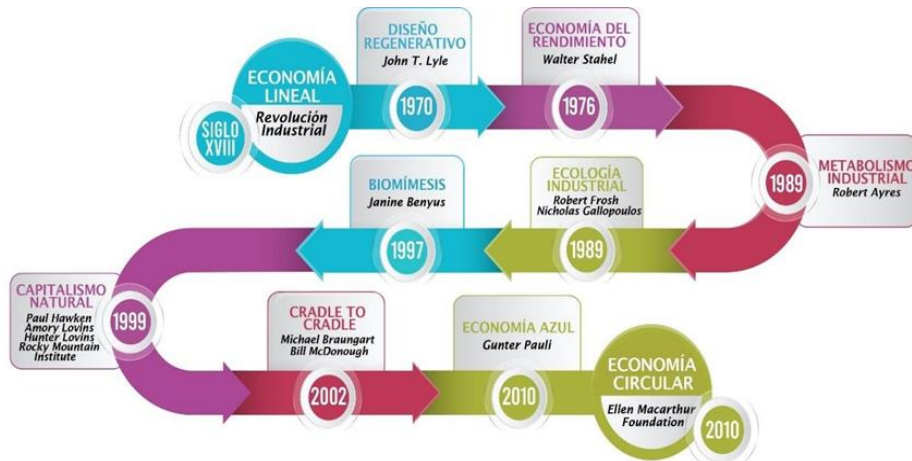 SIGLO
XVIII
ECONOMÍA
LINEAL
Revolución
Industrial
DISEÑO
REGENERATIVO
John T. Lyle
1970
ECONOMÍA DEL
RENDIMIENTO
Walter Stahel
1976
METABOLISMO
INDUSTRIAL
Robert Ayres
1989
ECOLOGÍA
INDUSTRIAL
Robert Frosh
Nicholas Gallopoulos
1989
BIOMÍMESIS
Janine Benyus
1997
CAPITALISMO
NATURAL
Paul Hawken
Amory Lovins
Hunter Lovins
Rocky Mountain
Institute
1999
CRADLE TO
CRADLE
Michael Braungart
Bill McDonough
2002
ECONOMÍA AZUL
Gunter Pauli
2010
ECONOMÍA
CIRCULAR
Ellen Macarthur
Foundation
2010